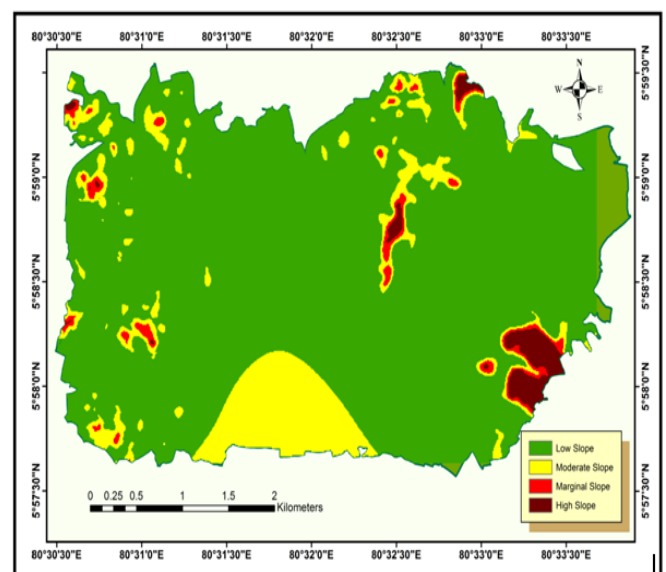 80°30'30"E 80°31'0"E 80°31'30"E 80°32'0"E 80°32'30"E 80°33'0"E 80°33'30"E
N
W E
S
5°59'0"N
5°58'30"N
5°58'0"N
5°57'30"N
5°59'30"N
5°59'0"N
5°58'30"N
5°58'0"N
5°57'30"N
Low Slope
Moderate Slope
Marginal Slope
High Slope
0 0.25 0.5 1 1.5 2
Kilometers
80°30'30"E 80°31'0"E 80°31'30"E 80°32'0"E 80°32'30"E 80°33'0"E 80°33'30"E